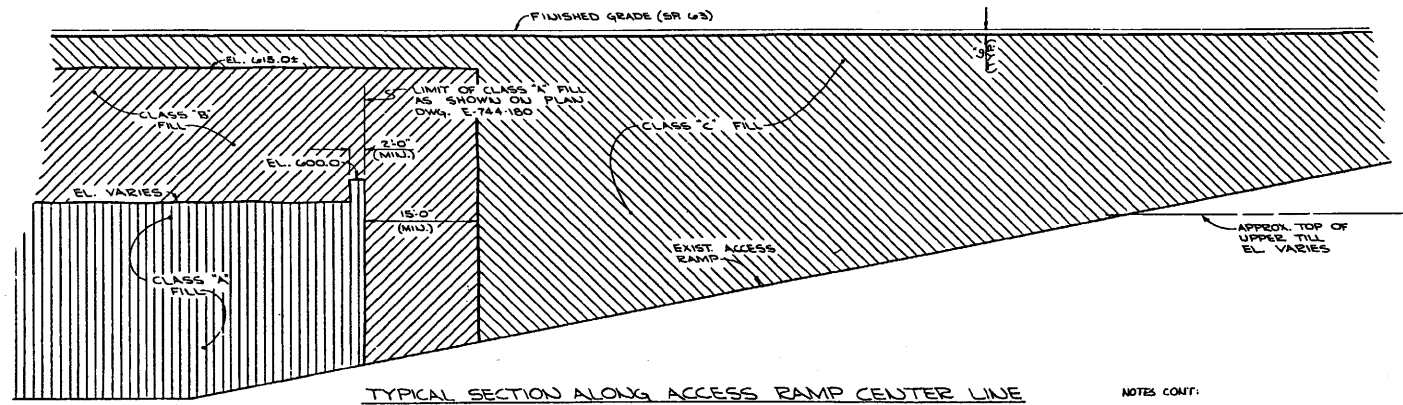 FINISHED GRADE (SR 63)
EL. 615.0±
LIMIT OF CLASS "A" FILL
AS SHOWN ON PLAN
DWG. E-744-180
CLASS "B"
FILL
CLASS "C" FILL
2'-0"
(MIN.)
EL. 600.0
EL. VARIES
15'-0"
(MIN.)
APPROX. TOP OF
UPPER TILL
EL. VARIES
EXIST. ACCESS
RAMP
CLASS "A"
FILL
TYPICAL SECTION ALONG ACCESS RAMP CENTER LINE
NOTES CONT: